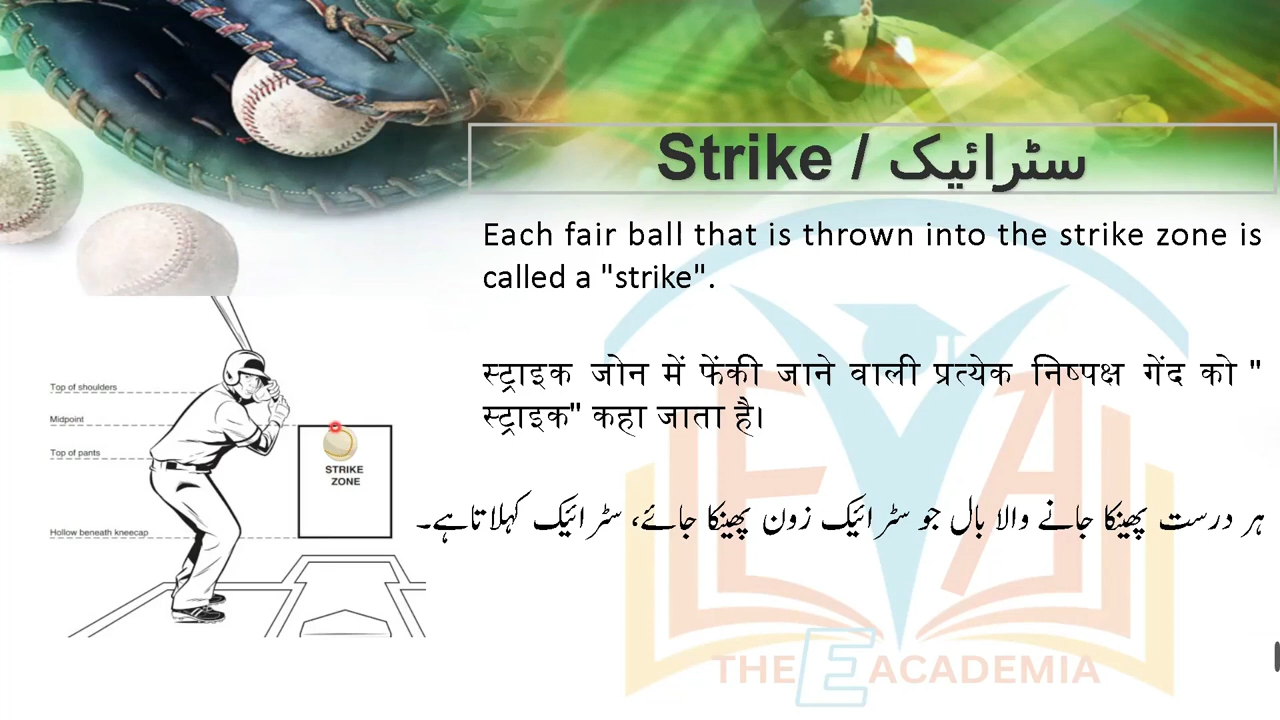 Strike / سٹرائیک
Each fair ball that is thrown into the strike zone is
called a "strike".
स्ट्राइक जोन में फेंकी जाने वाली प्रत्येक निष्पक्ष गेंद को "
स्ट्राइक" कहा जाता है।
ہر درست پھینکا جانے والا بال جو سٹرائیک زون پھینکا جائے، سٹرائیک کہلاتاہے۔
Top of shoulders
Midpoint
Top of pants
Hollow beneath kneecap
STRIKE
ZONE
EVA
THE E ACADEMIA